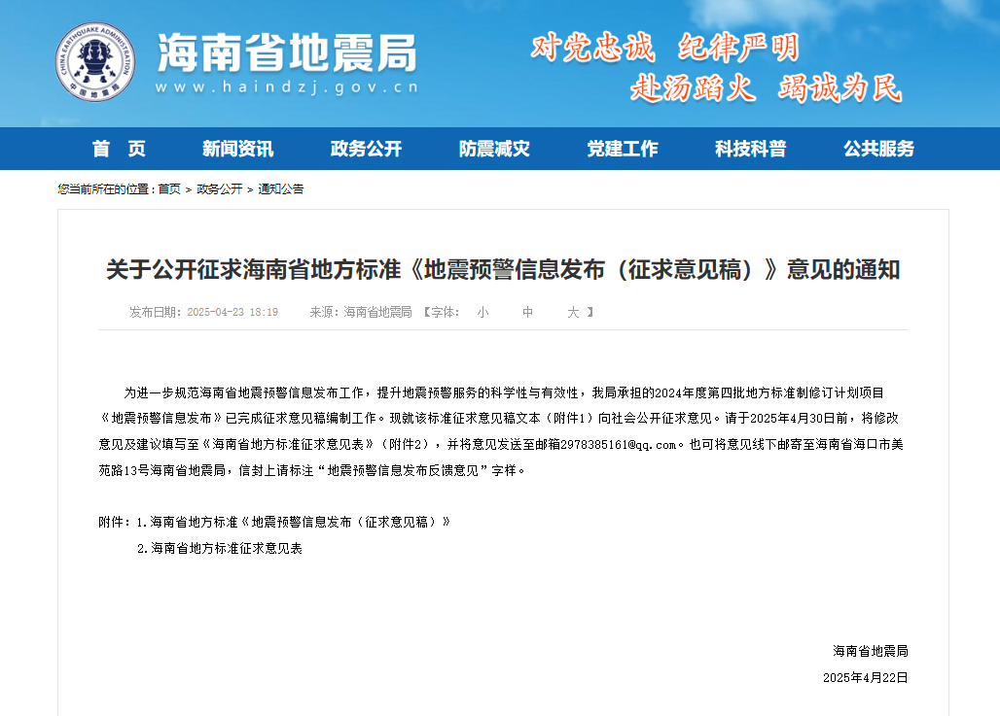 CHINA EARTHQUAKE ADMINISTRATION
中国地震局
海南省地震局
www.haindzj.gov.cn
对党忠诚 纪律严明
赴汤蹈火 竭诚为民
首 页 新闻资讯 政务公开 防震减灾 党建工作 科技科普 公共服务
您当前所在的位置：首页 > 政务公开 > 通知公告
关于公开征求海南省地方标准《地震预警信息发布（征求意见稿）》意见的通知
发布日期：2025-04-23 18:19 来源：海南省地震局 【字体： 小 中 大 】
为进一步规范海南省地震预警信息发布工作，提升地震预警服务的科学性与有效性，我局承担的2024年度第四批地方标准制修订计划项目
《地震预警信息发布》已完成征求意见稿编制工作。现就该标准征求意见稿文本（附件1）向社会公开征求意见。请于2025年4月30日前，将修改
意见及建议填写至《海南省地方标准征求意见表》（附件2），并将意见发送至邮箱2978385161@qq.com。也可将意见线下邮寄至海南省海口市美
苑路13号海南省地震局，信封上请标注“地震预警信息发布反馈意见”字样。
附件：1.海南省地方标准《地震预警信息发布（征求意见稿）》
2.海南省地方标准征求意见表
海南省地震局
2025年4月22日